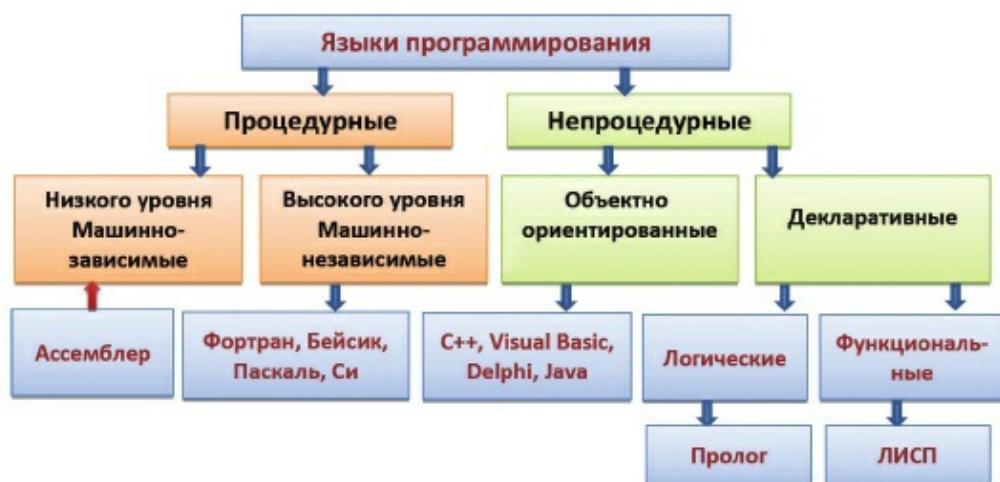 Языки программирования
Процедурные
Непроцедурные
Низкого уровня
Машинно-
зависимые
Высокого уровня
Машинно-
независимые
Объектно
ориентированные
Декларативные
Ассемблер
Фортран, Бейсик,
Паскаль, Си
C++, Visual Basic,
Delphi, Java
Логические
Функциональ-
ные
Пролог
ЛИСП